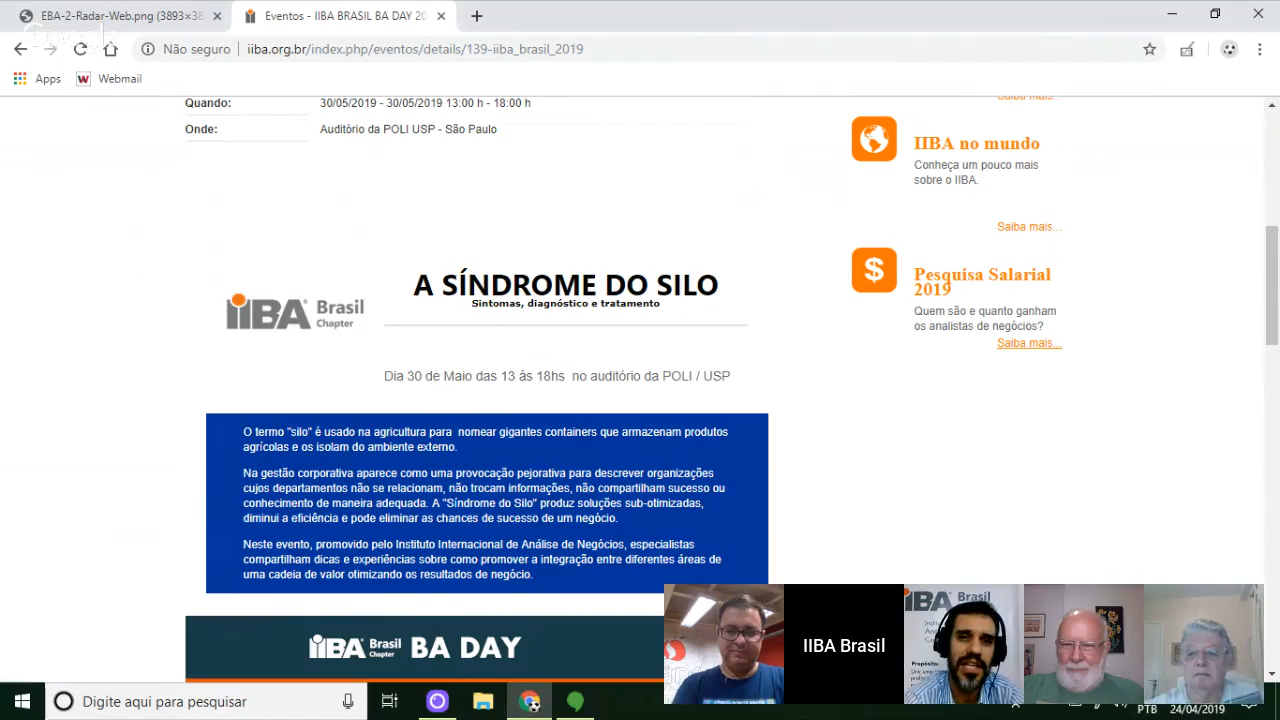 EBA-2-Radar-Web.png (3893×38
Eventos - IIBA BRASIL BA DAY 20
Não seguro
iiba.org.br/index.php/eventos/details/139-iiba_brasil_2019
Apps
Webmail
Quando:
30/05/2019 - 30/05/2019 13:00 h - 18:00 h
Onde:
Auditório da POLI USP - São Paulo
Saiba mais...
IIBA no mundo
Conheça um pouco mais
sobre o IIBA.
Saiba mais...
Pesquisa Salarial
2019
Quem são e quanto ganham
os analistas de negócios?
Saiba mais...
A SÍNDROME DO SILO
Sintomas, diagnóstico e tratamento
IIBA Brasil
Chapter
Dia 30 de Maio das 13 às 18hs no auditório da POLI / USP
O termo "silo" é usado na agricultura para nomear gigantes containers que armazenam produtos
agrícolas e os isolam do ambiente externo.
Na gestão corporativa aparece como uma provocação pejorativa para descrever organizações
cujos departamentos não se relacionam, não trocam informações, não compartilham sucesso ou
conhecimento de maneira adequada. A "Síndrome do Silo" produz soluções sub-otimizadas,
diminui a eficiência e pode eliminar as chances de sucesso de um negócio.
Neste evento, promovido pelo Instituto Internacional de Análise de Negócios, especialistas
compartilham dicas e experiências sobre como promover a integração entre diferentes áreas de
uma cadeia de valor otimizando os resultados de negócio.
IIBA Brasil
Chapter
BA DAY
IIBA Brasil
IIBA Brasil
Propósito:
Digite aqui para pesquisar
PTB
24/04/2019